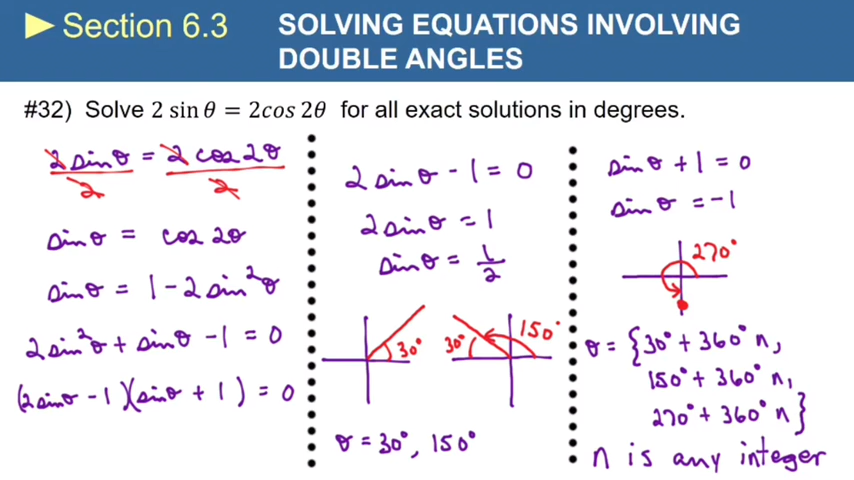 ▶ Section 6.3
SOLVING EQUATIONS INVOLVING
DOUBLE ANGLES
#32) Solve 2 sin θ = 2cos 2θ for all exact solutions in degrees.
2 sin θ = 2 cos 2θ
2 2
sin θ = cos 2θ
sin θ = 1 - 2 sin²θ
2 sin²θ + sin θ - 1 = 0
(2 sin θ - 1)(sin θ + 1) = 0
2 sin θ - 1 = 0
2 sin θ = 1
sin θ = 1/2
30°
30° 150°
θ = 30°, 150°
sin θ + 1 = 0
sin θ = -1
270°
θ = {30° + 360° n,
150° + 360° n,
270° + 360° n}
n is any integer